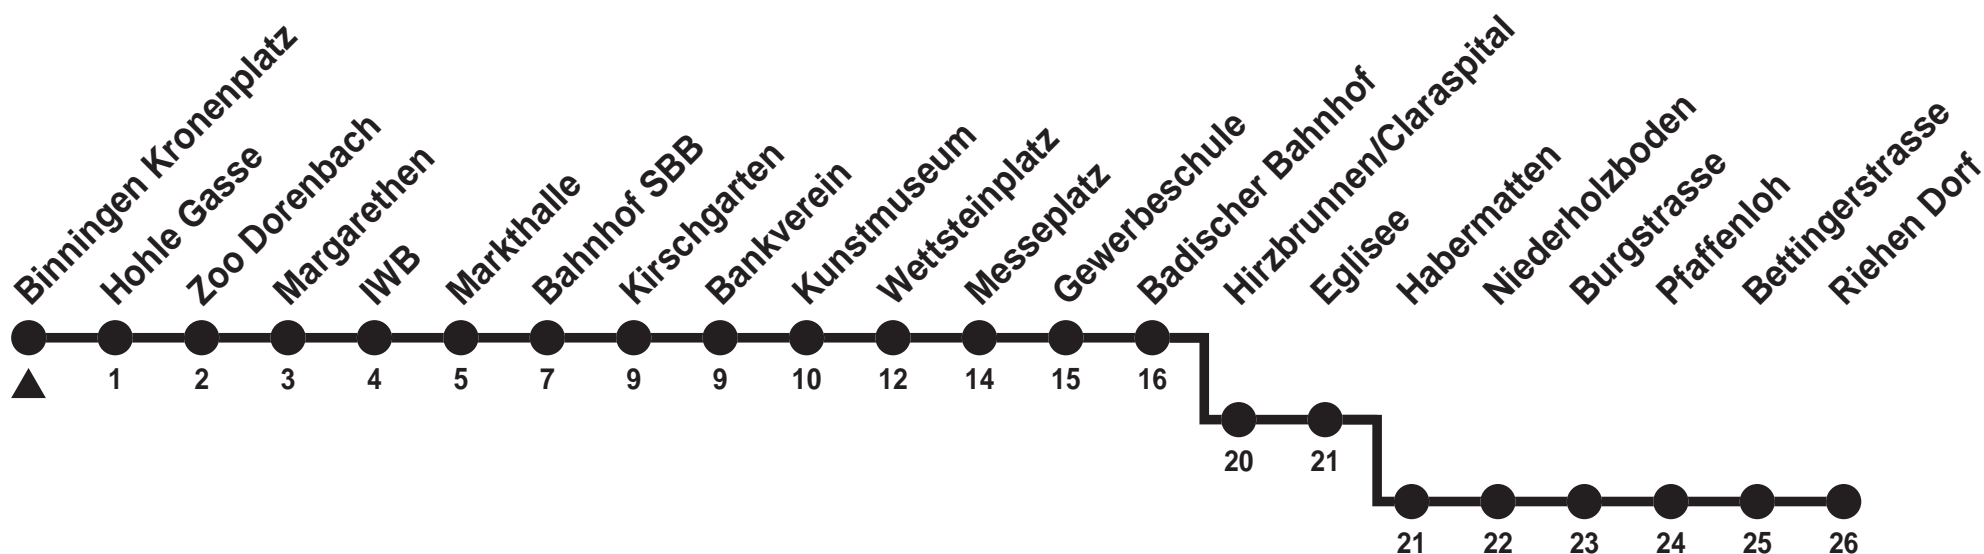 Binningen Kronenplatz
Hohle Gasse
Zoo Dorenbach
Margarethen
IWB
Markthalle
Bahnhof SBB
Kirschgarten
Bankverein
Kunstmuseum
Wettsteinplatz
Messeplatz
Gewerbeschule
Badischer Bahnhof
Hirzbrunnen/Claraspital
Eglisee
Habermatten
Niederholzboden
Burgstrasse
Pfaffenloh
Bettingerstrasse
Riehen Dorf
1 2 3 4 5 7 9 9 10 12 14 15 16
20 21
21 22 23 24 25 26